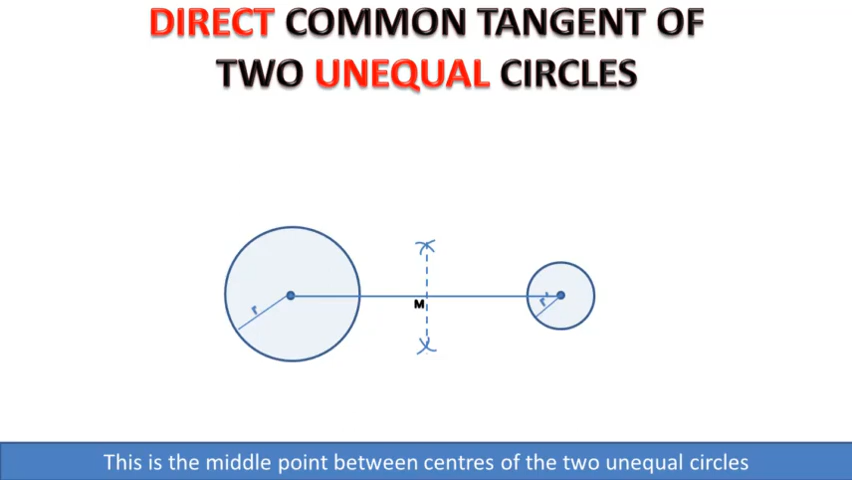 DIRECT COMMON TANGENT OF
TWO UNEQUAL CIRCLES
M
r
r'
This is the middle point between centres of the two unequal circles